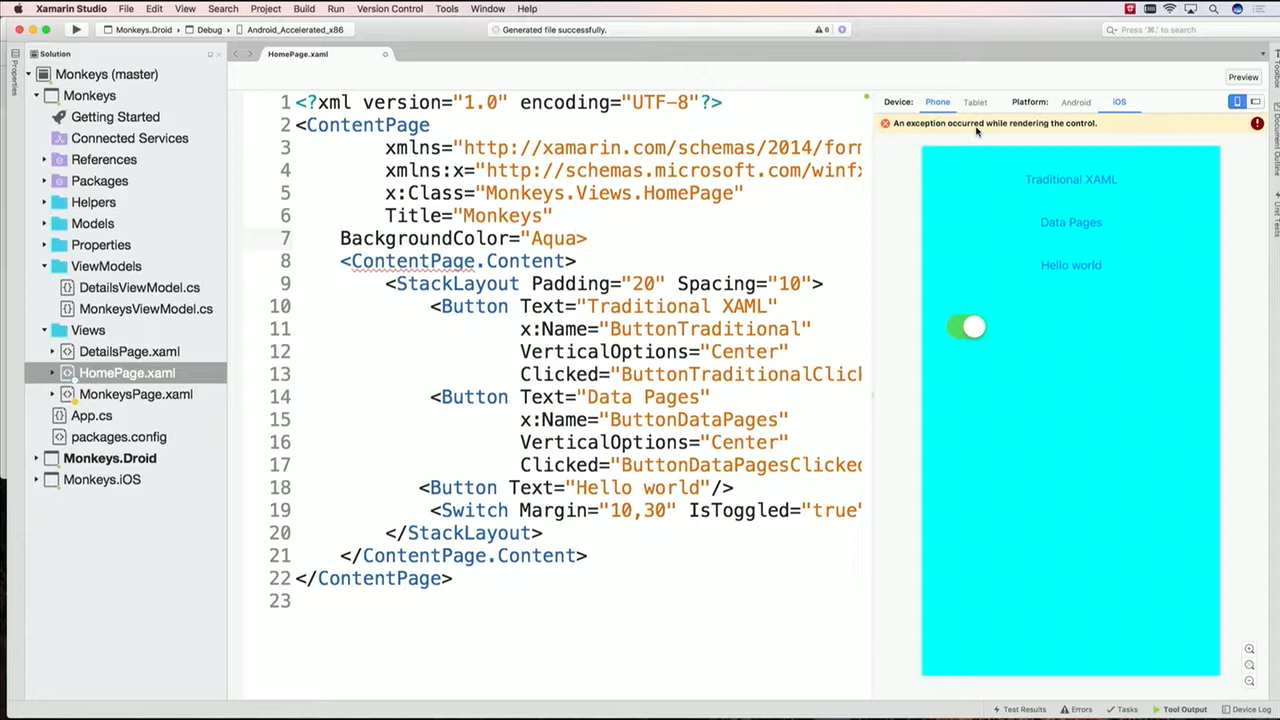 Xamarin Studio File Edit View Search Project Build Run Version Control Tools Window Help
Monkeys.Droid Debug Android_Accelerated_x86 Generated file successfully. 6 Press '⌘.' to search
Solution
Properties
Monkeys (master)
Monkeys
Getting Started
Connected Services
References
Packages
Helpers
Models
Properties
ViewModels
DetailsViewModel.cs
MonkeysViewModel.cs
Views
DetailsPage.xaml
HomePage.xaml
MonkeysPage.xaml
App.cs
packages.config
Monkeys.Droid
Monkeys.iOS
HomePage.xaml
1 <?xml version="1.0" encoding="UTF-8"?>
2 <ContentPage
3 xmlns="http://xamarin.com/schemas/2014/for
4 xmlns:x="http://schemas.microsoft.com/winfx
5 x:Class="Monkeys.Views.HomePage"
6 Title="Monkeys"
7 BackgroundColor="Aqua>
8 <ContentPage.Content>
9 <StackLayout Padding="20" Spacing="10">
10 <Button Text="Traditional XAML"
11 x:Name="ButtonTraditional"
12 VerticalOptions="Center"
13 Clicked="ButtonTraditionalClick
14 <Button Text="Data Pages"
15 x:Name="ButtonDataPages"
16 VerticalOptions="Center"
17 Clicked="ButtonDataPagesClicked
18 <Button Text="Hello world"/>
19 <Switch Margin="10,30" IsToggled="true"
20 </StackLayout>
21 </ContentPage.Content>
22 </ContentPage>
23
Preview
Device: Phone Tablet Platform: Android iOS
An exception occurred while rendering the control.
Traditional XAML
Data Pages
Hello world
Toolbox
Document Outline
Unit Tests
Test Results Errors Tasks Tool Output Device Log